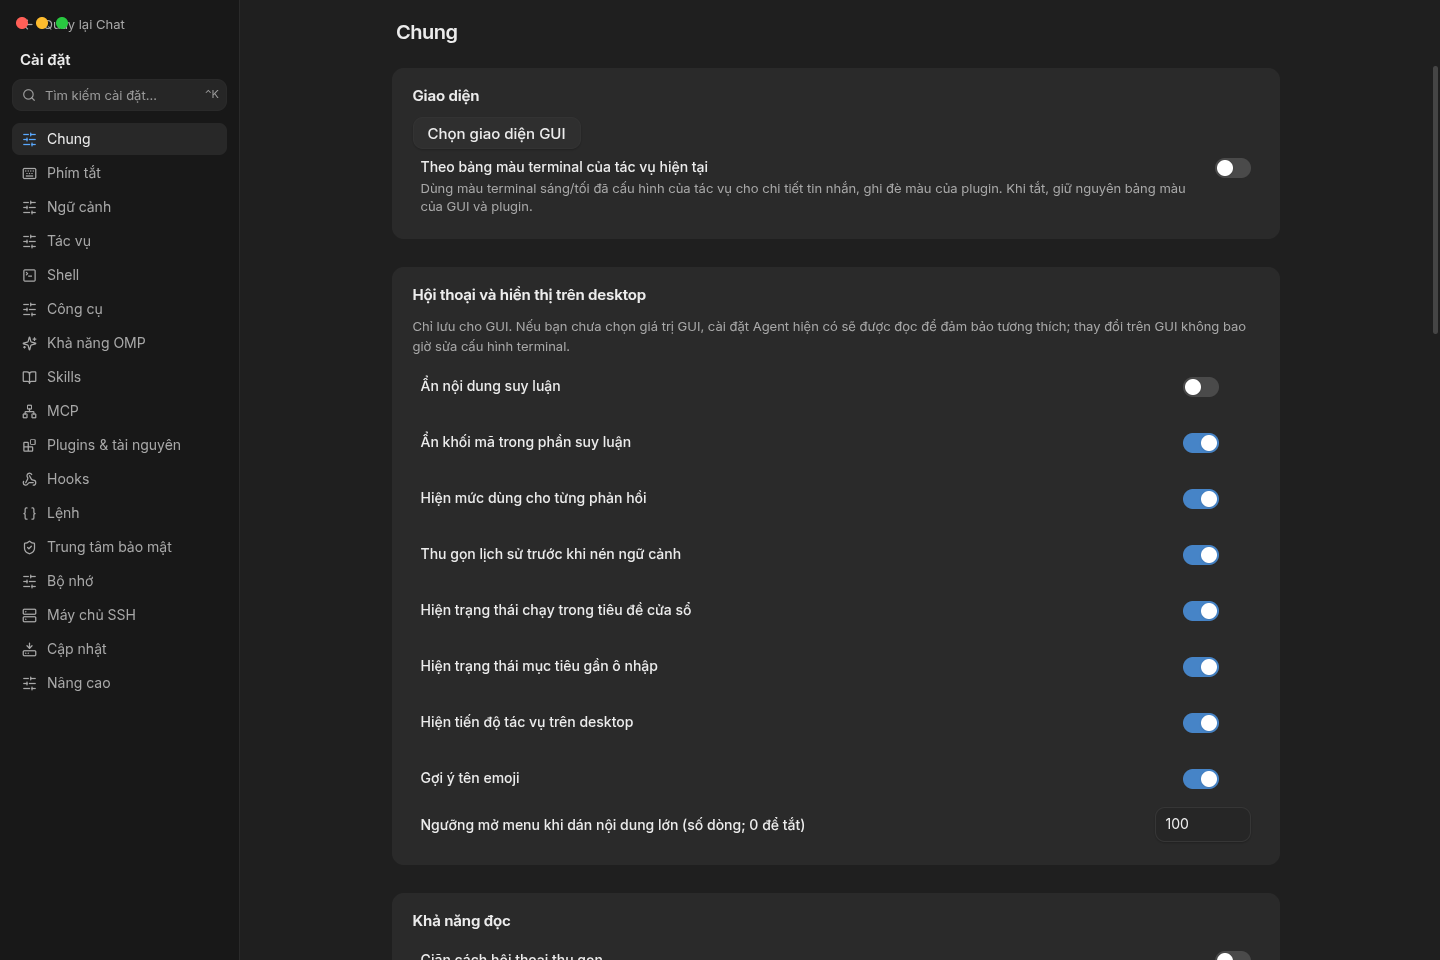 Quay lại Chat
Cài đặt
Tìm kiếm cài đặt... ^K
Chung
Phím tắt
Ngữ cảnh
Tác vụ
Shell
Công cụ
Khả năng OMP
Skills
MCP
Plugins & tài nguyên
Hooks
Lệnh
Trung tâm bảo mật
Bộ nhớ
Máy chủ SSH
Cập nhật
Nâng cao
Chung
Giao diện
Chọn giao diện GUI
Theo bảng màu terminal của tác vụ hiện tại
Dùng màu terminal sáng/tối đã cấu hình của tác vụ cho chi tiết tin nhắn, ghi đè màu của plugin. Khi tắt, giữ nguyên bảng màu
của GUI và plugin.
Hội thoại và hiển thị trên desktop
Chỉ lưu cho GUI. Nếu bạn chưa chọn giá trị GUI, cài đặt Agent hiện có sẽ được đọc để đảm bảo tương thích; thay đổi trên GUI không bao
giờ sửa cấu hình terminal.
Ẩn nội dung suy luận
Ẩn khối mã trong phần suy luận
Hiện mức dùng cho từng phản hồi
Thu gọn lịch sử trước khi nén ngữ cảnh
Hiện trạng thái chạy trong tiêu đề cửa sổ
Hiện trạng thái mục tiêu gần ô nhập
Hiện tiến độ tác vụ trên desktop
Gợi ý tên emoji
Ngưỡng mở menu khi dán nội dung lớn (số dòng; 0 để tắt) 100
Khả năng đọc
Giãn cách hội thoại thu gọn